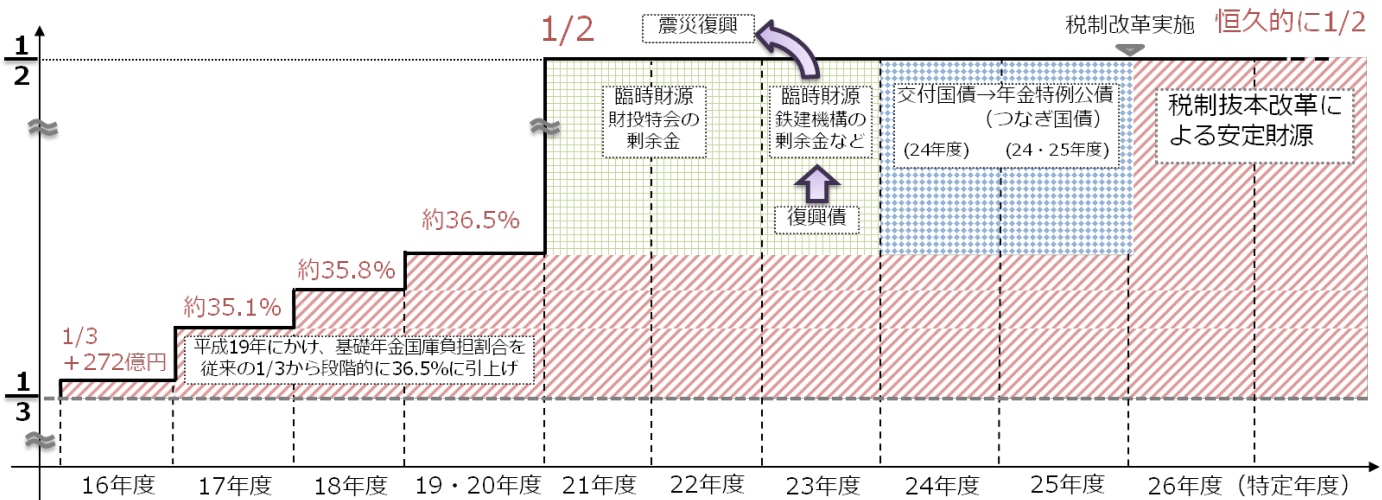 1/2
震災復興
税制改革実施
恒久的に1/2
1
2
臨時財源
財投特会の
剰余金
臨時財源
鉄建機構の
剰余金など
交付国債→年金特例公債
（つなぎ国債）
(24年度)
(24・25年度)
税制抜本改革に
よる安定財源
復興債
約36.5%
約35.8%
約35.1%
1/3
＋272億円
平成19年にかけ、基礎年金国庫負担割合を
従来の1/3から段階的に36.5%に引上げ
1
3
16年度
17年度
18年度
19・20年度
21年度
22年度
23年度
24年度
25年度
26年度（特定年度）